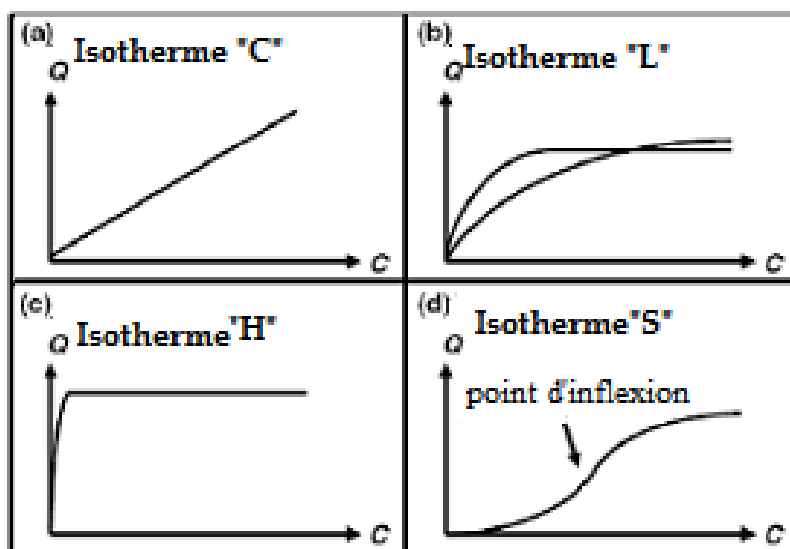 (a) Isotherme "C"
Q
C
(b)
Isotherme "L"
Q
C
(c)
Isotherme"H"
Q
C
(d)
Isotherme"S"
Q
point d'inflexion
C